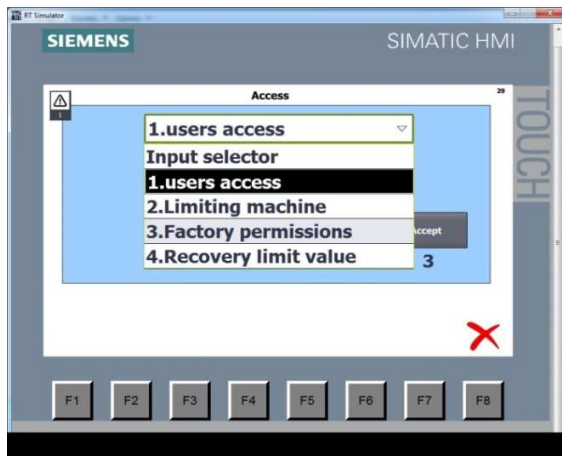 RT Simulator
SIEMENS
SIMATIC HMI
Access
29
1
1.users access
Input selector
1.users access
2.Limiting machine
3.Factory permissions
4.Recovery limit value
Accept
3
TOUCH
F1 F2 F3 F4 F5 F6 F7 F8